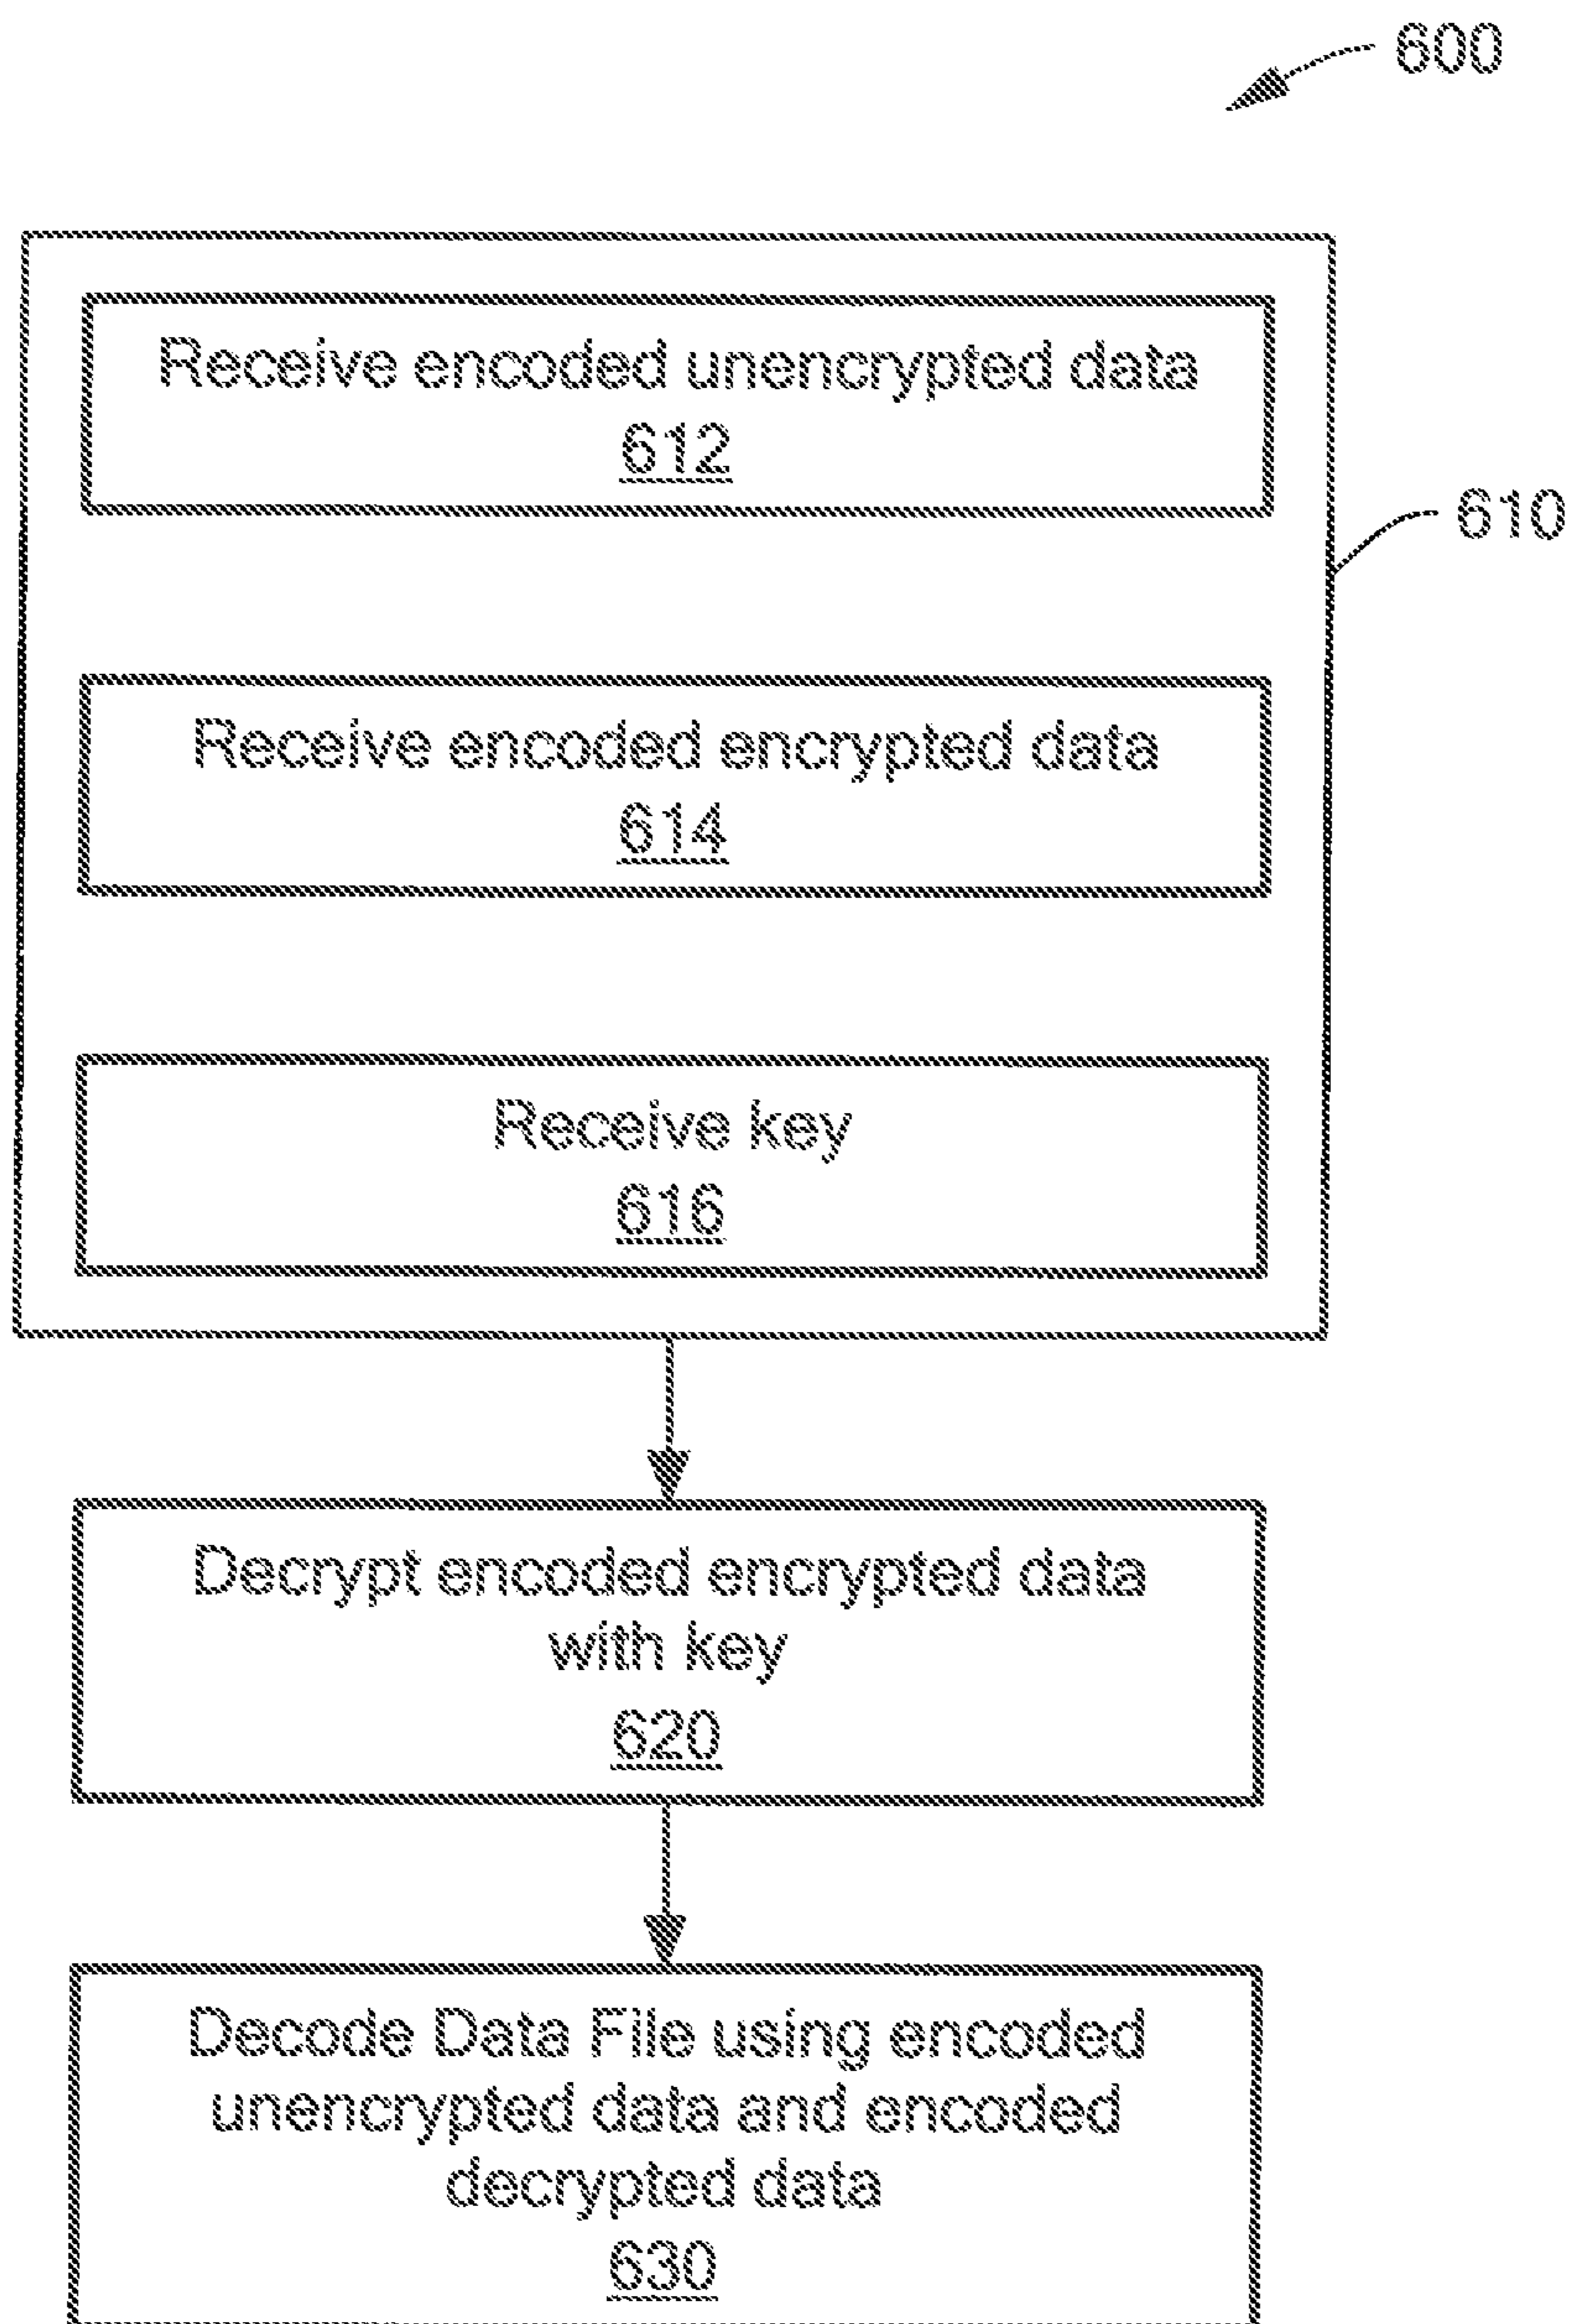 600
Receive encoded unencrypted data
612
610
Receive encoded encrypted data
614
Receive key
616
Decrypt encoded encrypted data
with key
620
Decode Data File using encoded
unencrypted data and encoded
decrypted data
630